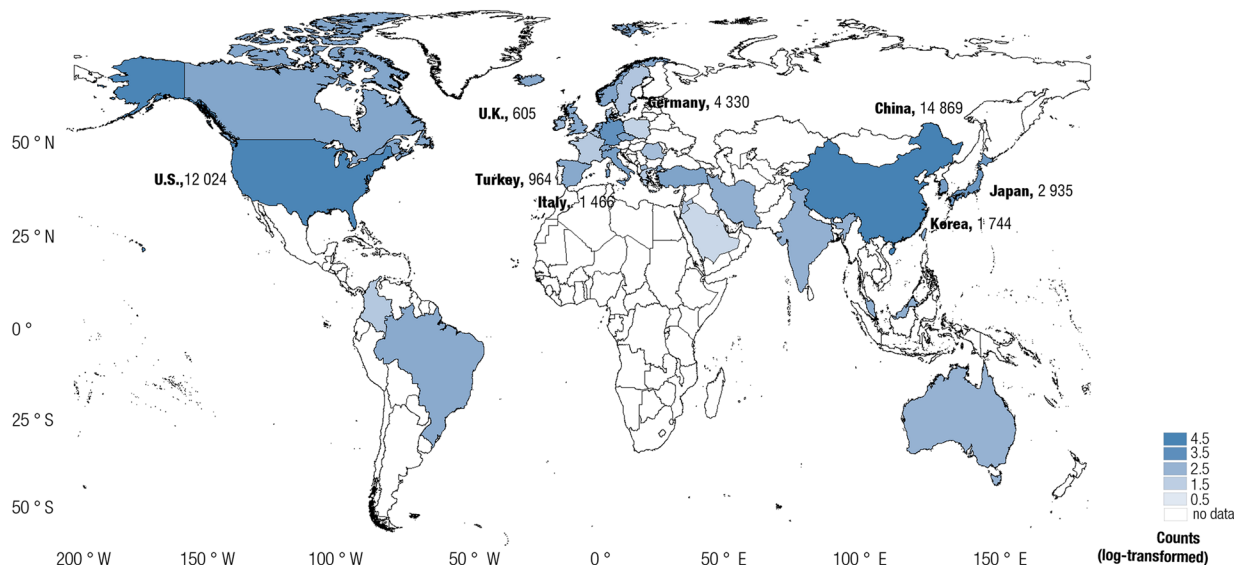 50 ° N
25 ° N
0 °
25 ° S
50 ° S
U.K., 605
Germany, 4 330
China, 14 869
U.S.,12 024
Turkey, 964
Italy, 1 466
Japan, 2 935
Korea, 1 744
4.5
3.5
2.5
1.5
0.5
no data
Counts
(log-transformed)
200 ° W 150 ° W 100 ° W 50 ° W 0 ° 50 ° E 100 ° E 150 ° E